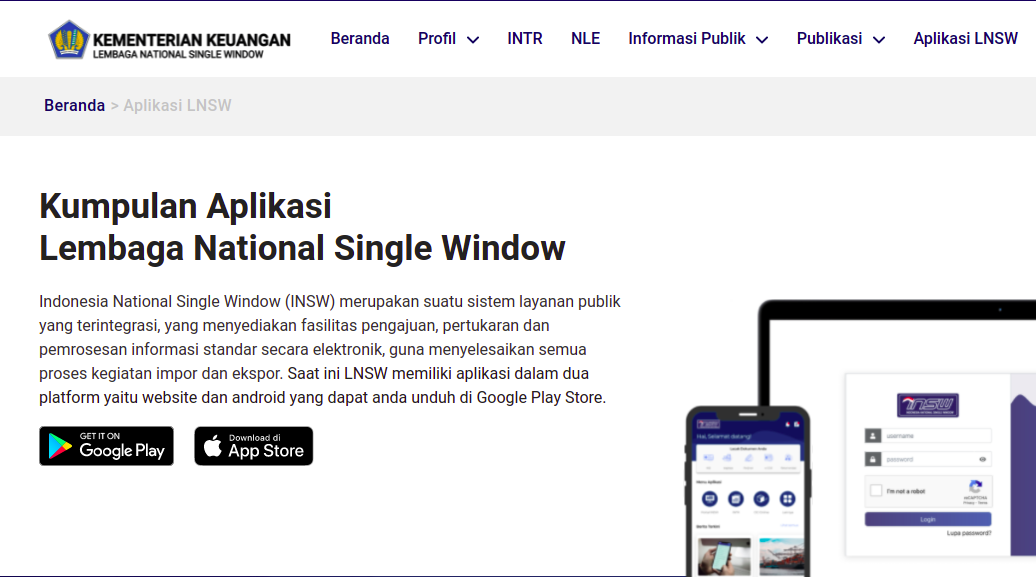 KEMENTERIAN KEUANGAN
LEMBAGA NATIONAL SINGLE WINDOW
Beranda Profil INTR NLE Informasi Publik Publikasi Aplikasi LNSW
Beranda > Aplikasi LNSW
Kumpulan Aplikasi
Lembaga National Single Window
Indonesia National Single Window (INSW) merupakan suatu sistem layanan publik
yang terintegrasi, yang menyediakan fasilitas pengajuan, pertukaran dan
pemrosesan informasi standar secara elektronik, guna menyelesaikan semua
proses kegiatan impor dan ekspor. Saat ini LNSW memiliki aplikasi dalam dua
platform yaitu website dan android yang dapat anda unduh di Google Play Store.
GET IT ON
Google Play
Download di
App Store
Hai, Selamat datang!
Menu Aplikasi
Berita Terkini
INSW
username
password
I'm not a robot
reCAPTCHA
Privacy - Terms
Login
Lupa password?